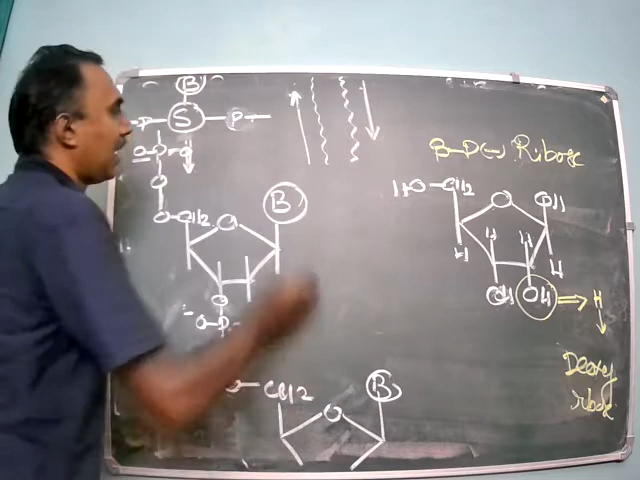 B
P S P
O
O
O-CH2 O B
O
O-P
β-D(-) Ribose
HO-CH2 O OH
H H H H
OH OH ⇒ H
Deoxy
ribose
O-CH2 O B